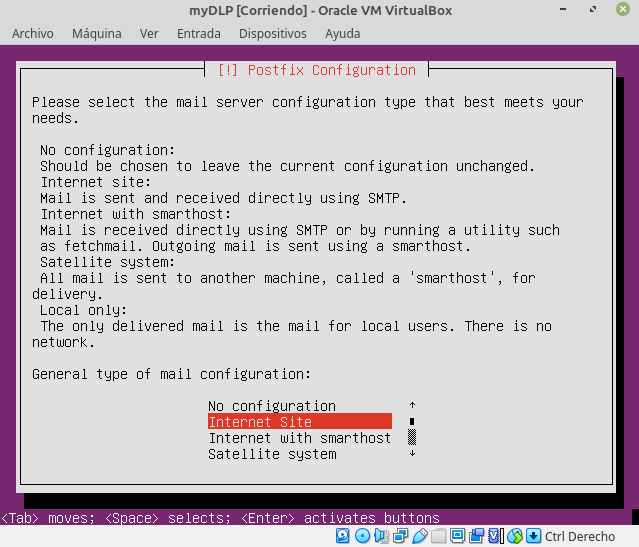 myDLP [Corriendo] - Oracle VM VirtualBox
Archivo Máquina Ver Entrada Dispositivos Ayuda
[!] Postfix Configuration
Please select the mail server configuration type that best meets your
needs.
No configuration:
Should be chosen to leave the current configuration unchanged.
Internet site:
Mail is sent and received directly using SMTP.
Internet with smarthost:
Mail is received directly using SMTP or by running a utility such
as fetchmail. Outgoing mail is sent using a smarthost.
Satellite system:
All mail is sent to another machine, called a 'smarthost', for
delivery.
Local only:
The only delivered mail is the mail for local users. There is no
network.
General type of mail configuration:
No configuration
Internet Site
Internet with smarthost
Satellite system
<Tab> moves; <Space> selects; <Enter> activates buttons
Ctrl Derecho